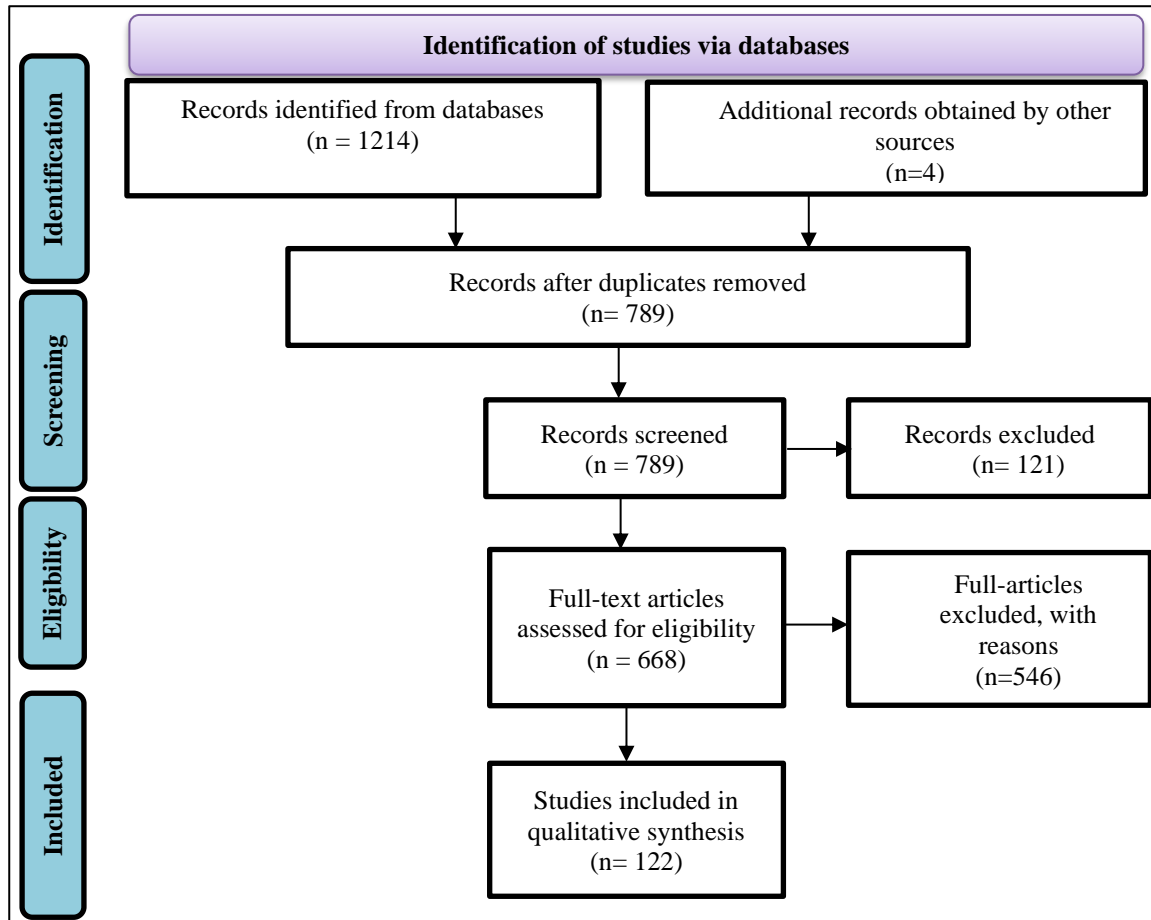 Identification of studies via databases
Identification
Records identified from databases
(n = 1214)
Additional records obtained by other
sources
(n=4)
Records after duplicates removed
(n= 789)
Screening
Records screened
(n = 789)
Records excluded
(n= 121)
Eligibility
Full-text articles
assessed for eligibility
(n = 668)
Full-articles
excluded, with
reasons
(n=546)
Included
Studies included in
qualitative synthesis
(n= 122)